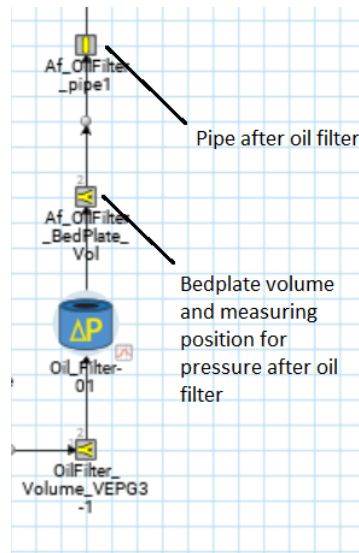 Af_OilFilter
_pipe1
Pipe after oil filter
2
Af_OilFilter
_BedPlate_
Vol
Bedplate volume
and measuring
position for
pressure after oil
filter
ΔP
Oil_Filter-
01
2
OilFilter_
Volume_VEPG3
-1